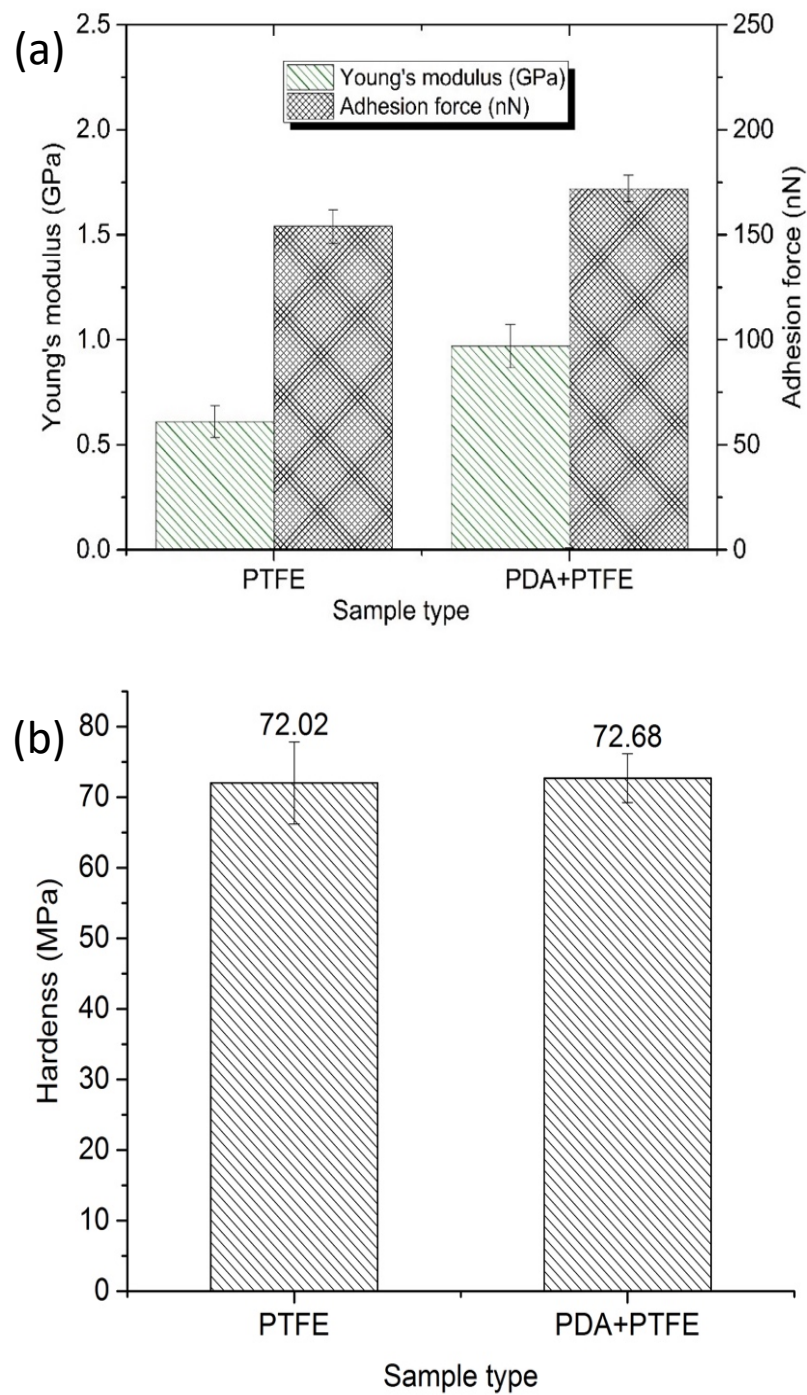 (a)
Young's modulus (GPa)
2.5
2.0
1.5
1.0
0.5
0.0
Young's modulus (GPa)
Adhesion force (nN)
250
200
150
100
50
0
Adhesion force (nN)
PTFE
PDA+PTFE
Sample type
(b)
Hardenss (MPa)
80
70
60
50
40
30
20
10
0
72.02
72.68
PTFE
PDA+PTFE
Sample type